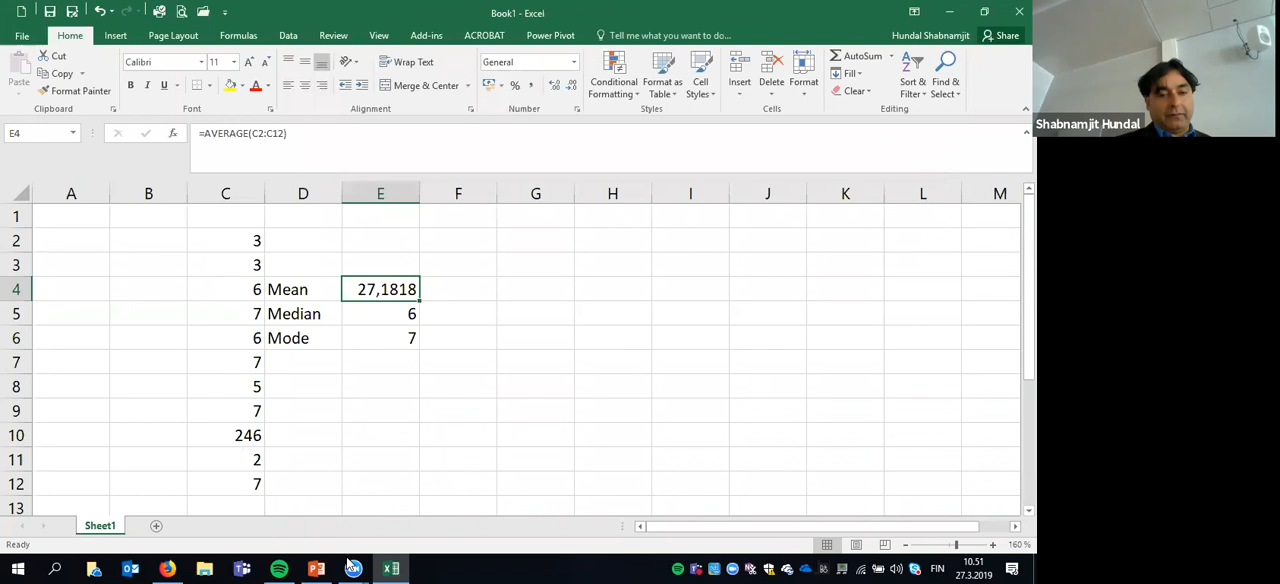 Book1 - Excel
File Home Insert Page Layout Formulas Data Review View Add-ins ACROBAT Power Pivot Tell me what you want to do... Hundal Shabnamjit Share
Paste Cut Calibri 11 Wrap Text General Conditional Formatting Format as Table Cell Styles Insert Delete Format AutoSum Sort & Filter Find & Select
Copy Fill
Format Painter B I U Merge & Center % Clear
Clipboard Font Alignment Number Styles Cells Editing
Shabnamjit Hundal
E4 fx =AVERAGE(C2:C12)
A B C D E F G H I J K L M
1
2 3
3 3
4 6 Mean 27,1818
5 7 Median 6
6 6 Mode 7
7 7
8 5
9 7
10 246
11 2
12 7
13
Sheet1
Ready 160 %
FIN 10.51
27.3.2019